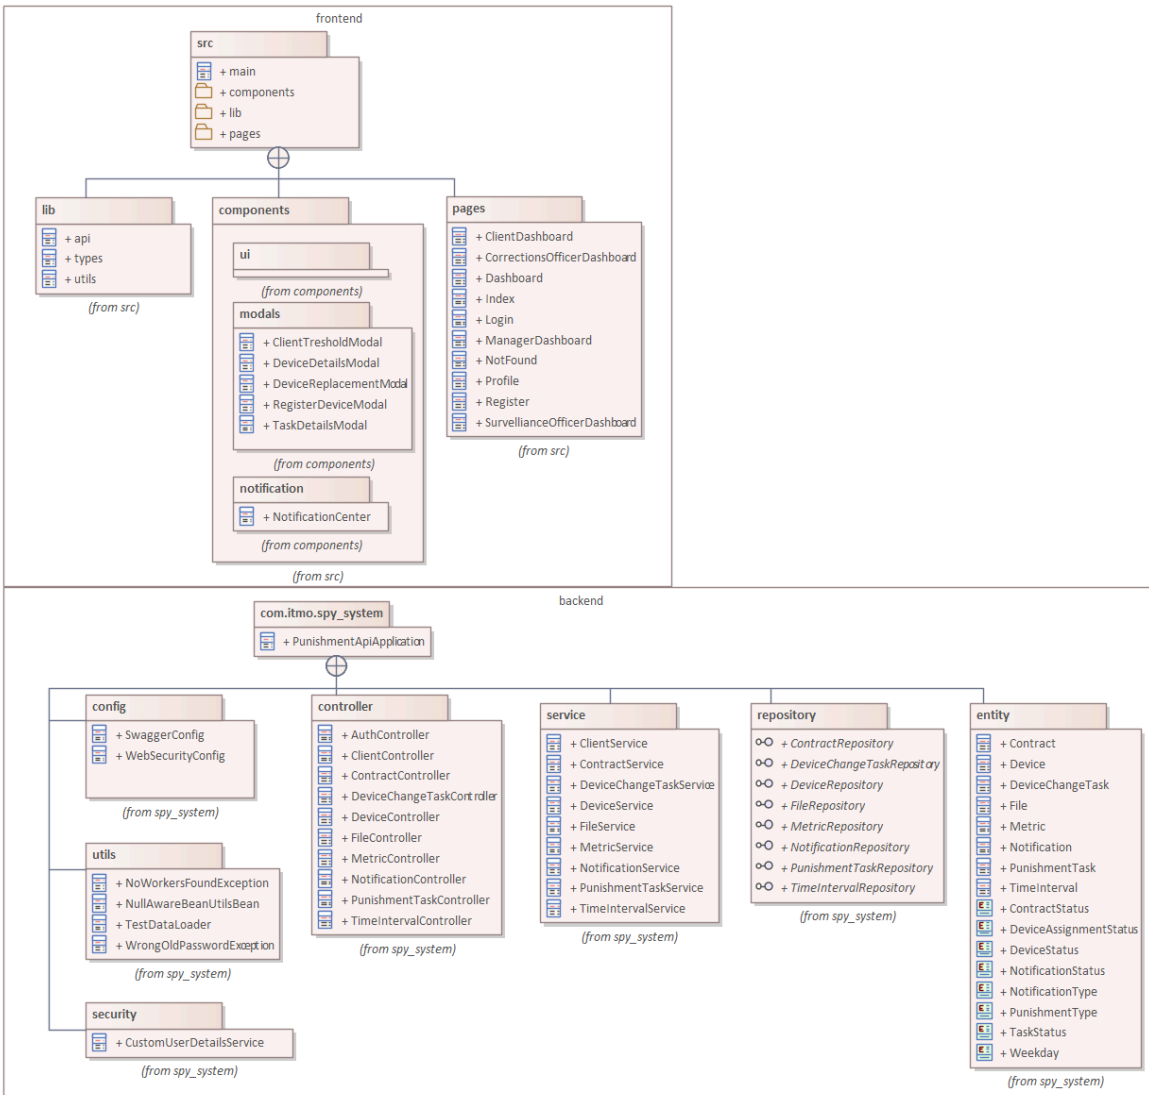 frontend
src
+ main
+ components
+ lib
+ pages
lib
+ api
+ types
+ utils
(from src)
components
ui
(from components)
modals
+ ClientTresholdModal
+ DeviceDetailsModal
+ DeviceReplacementModal
+ RegisterDeviceModal
+ TaskDetailsModal
(from components)
notification
+ NotificationCenter
(from components)
(from src)
pages
+ ClientDashboard
+ CorrectionsOfficerDashboard
+ Dashboard
+ Index
+ Login
+ ManagerDashboard
+ NotFound
+ Profile
+ Register
+ SurvellianceOfficerDashboard
(from src)
backend
com.itmo.spy_system
+ PunishmentApiApplication
config
+ SwaggerConfig
+ WebSecurityConfig
(from spy_system)
utils
+ NoWorkersFoundException
+ NullAwareBeanUtilsBean
+ TestDataLoader
+ WrongOldPasswordException
(from spy_system)
security
+ CustomUserDetailsService
(from spy_system)
controller
+ AuthController
+ ClientController
+ ContractController
+ DeviceChangeTaskController
+ DeviceController
+ FileController
+ MetricController
+ NotificationController
+ PunishmentTaskController
+ TimeIntervalController
(from spy_system)
service
+ ClientService
+ ContractService
+ DeviceChangeTaskService
+ DeviceService
+ FileService
+ MetricService
+ NotificationService
+ PunishmentTaskService
+ TimeIntervalService
(from spy_system)
repository
+ ContractRepository
+ DeviceChangeTaskRepository
+ DeviceRepository
+ FileRepository
+ MetricRepository
+ NotificationRepository
+ PunishmentTaskRepository
+ TimeIntervalRepository
(from spy_system)
entity
+ Contract
+ Device
+ DeviceChangeTask
+ File
+ Metric
+ Notification
+ PunishmentTask
+ TimeInterval
+ ContractStatus
+ DeviceAssignmentStatus
+ DeviceStatus
+ NotificationStatus
+ NotificationType
+ PunishmentType
+ TaskStatus
+ Weekday
(from spy_system)